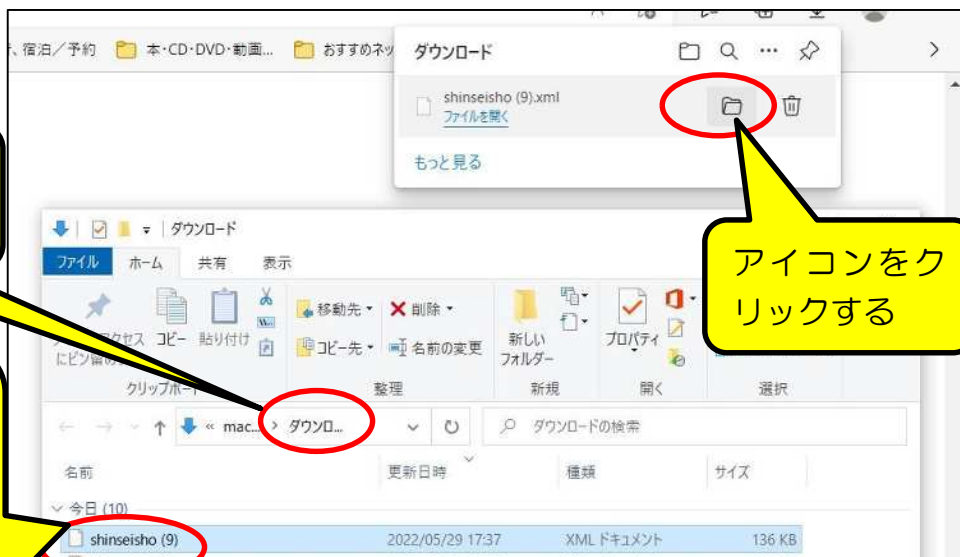 宿泊／予約 本・CD・DVD・動画... おすすめネッ
ダウンロード
shinseisho (9).xml
ファイルを開く
もっと見る
アイコンをク
リックする
ダウンロード
ファイル ホーム 共有 表示
コピー 貼り付け
移動先 削除
コピー先 名前の変更
新しい
フォルダー
プロパティ
クリップボード 整理 新規 開く 選択
« mac... > ダウンロ... ダウンロードの検索
名前 更新日時 種類 サイズ
今日 (10)
shinseisho (9) 2022/05/29 17:37 XML ドキュメント 136 KB